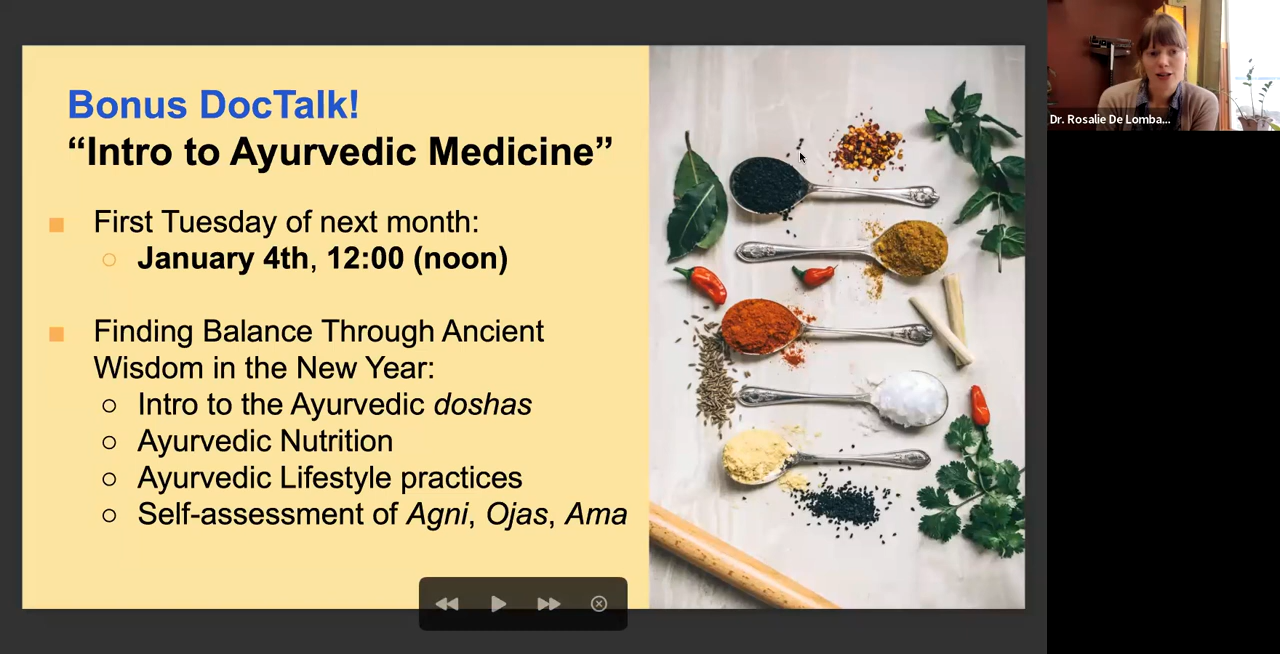 Bonus DocTalk!
“Intro to Ayurvedic Medicine”
First Tuesday of next month:
January 4th, 12:00 (noon)
Finding Balance Through Ancient
Wisdom in the New Year:
Intro to the Ayurvedic doshas
Ayurvedic Nutrition
Ayurvedic Lifestyle practices
Self-assessment of Agni, Ojas, Ama
Dr. Rosalie De Lomba...